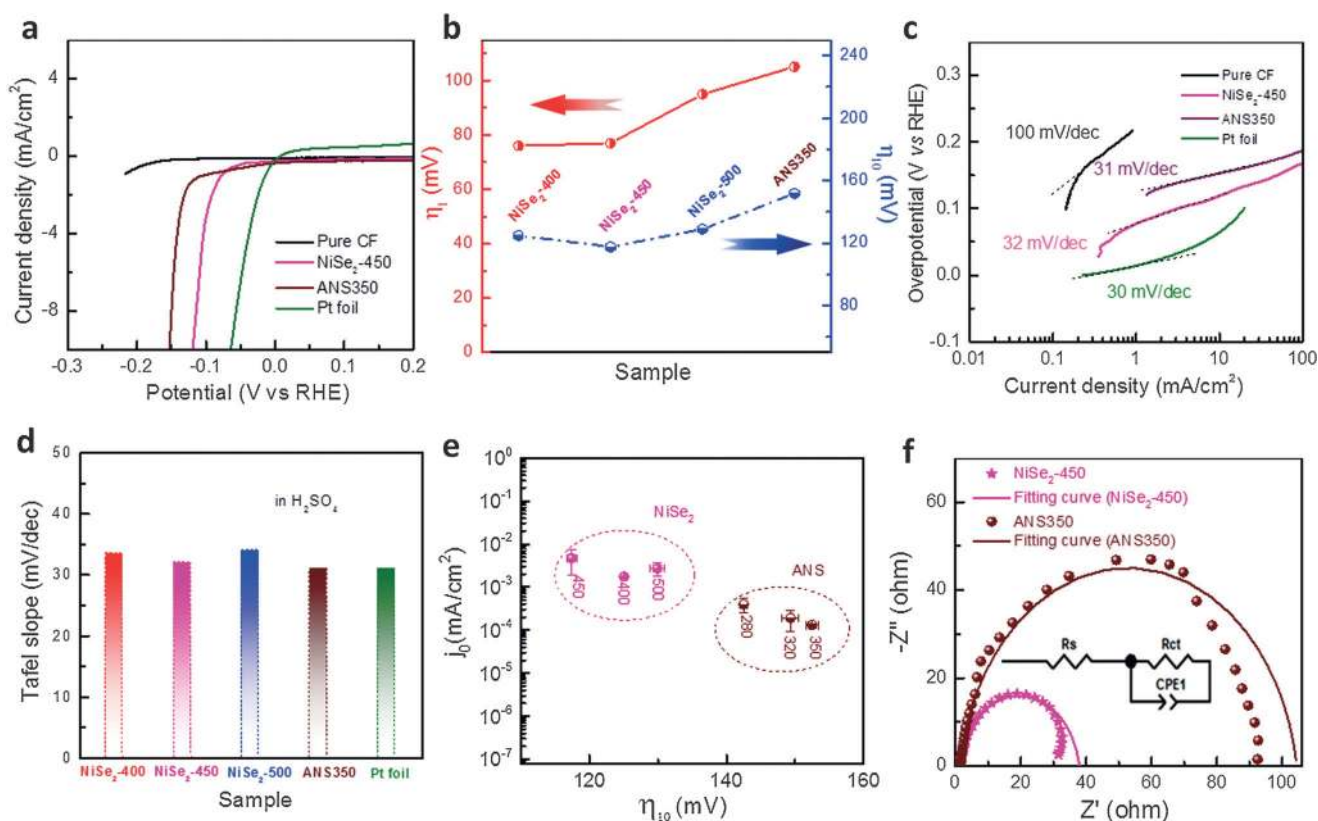 a
Current density (mA/cm²)
4
0
-4
-8
Pure CF
NiSe₂-450
ANS350
Pt foil
-0.3
-0.2
-0.1
0.0
0.1
0.2
Potential (V vs RHE)
b
η₁ (mV)
100
80
60
40
20
0
NiSe₂-400
NiSe₂-450
NiSe₂-500
ANS350
240
210
180
150
120
90
60
η₁₀ (mV)
Sample
c
Overpotential (V vs RHE)
0.3
0.2
0.1
0.0
0.1
Pure CF
NiSe₂-450
ANS350
Pt foil
100 mV/dec
31 mV/dec
32 mV/dec
30 mV/dec
0.01
0.1
1
10
100
Current density (mA/cm²)
d
Tafel slope (mV/dec)
50
40
30
20
10
0
in H₂SO₄
NiSe₂-400
NiSe₂-450
NiSe₂-500
ANS350
Pt foil
Sample
e
j₀(mA/cm²)
10⁰
10⁻¹
10⁻²
10⁻³
10⁻⁴
10⁻⁵
10⁻⁶
10⁻⁷
NiSe₂
450
400
500
ANS
280
320
350
120
140
160
η₁₀ (mV)
f
-Z" (ohm)
60
40
20
0
NiSe₂-450
Fitting curve (NiSe₂-450)
ANS350
Fitting curve (ANS350)
Rs
Rct
CPE1
0
20
40
60
80
100
Z' (ohm)